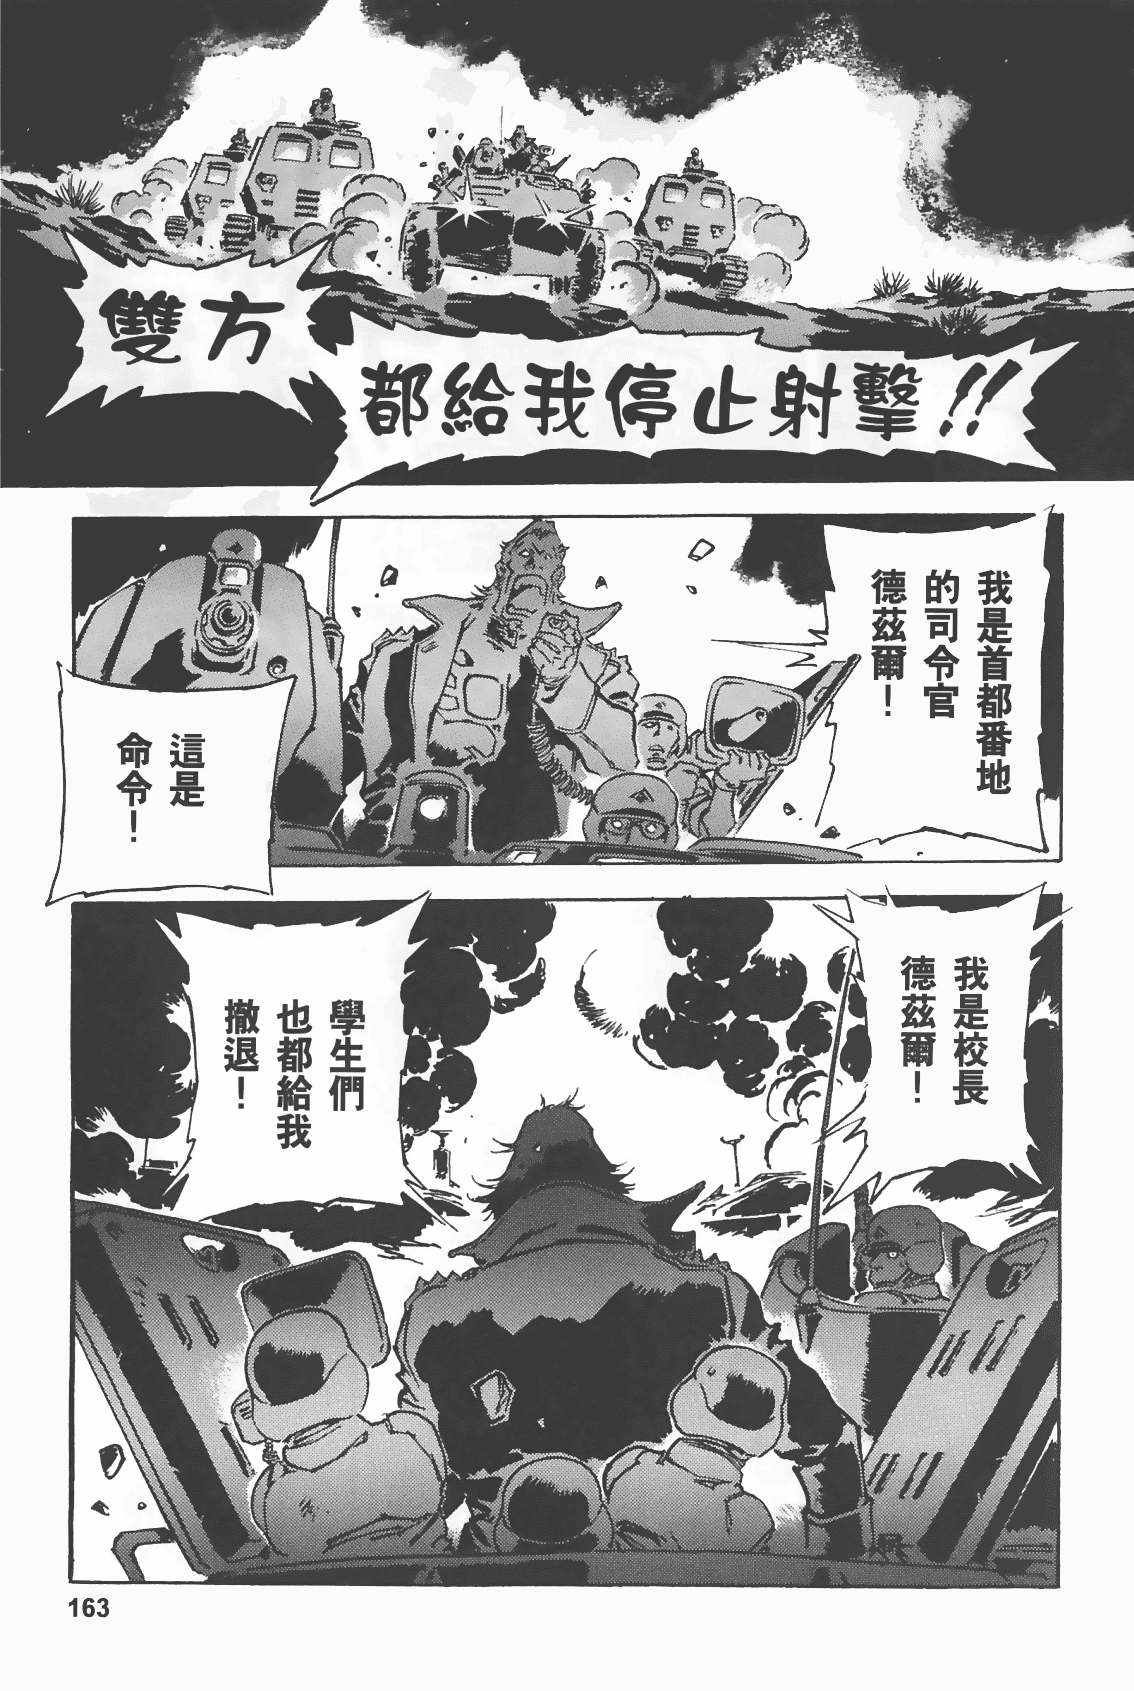 雙方
都給我停止射擊!!
我是首都番地
的司令官
德茲爾!
這是
命令!
我是校長
德茲爾!
學生們
也都給我
撤退!
163